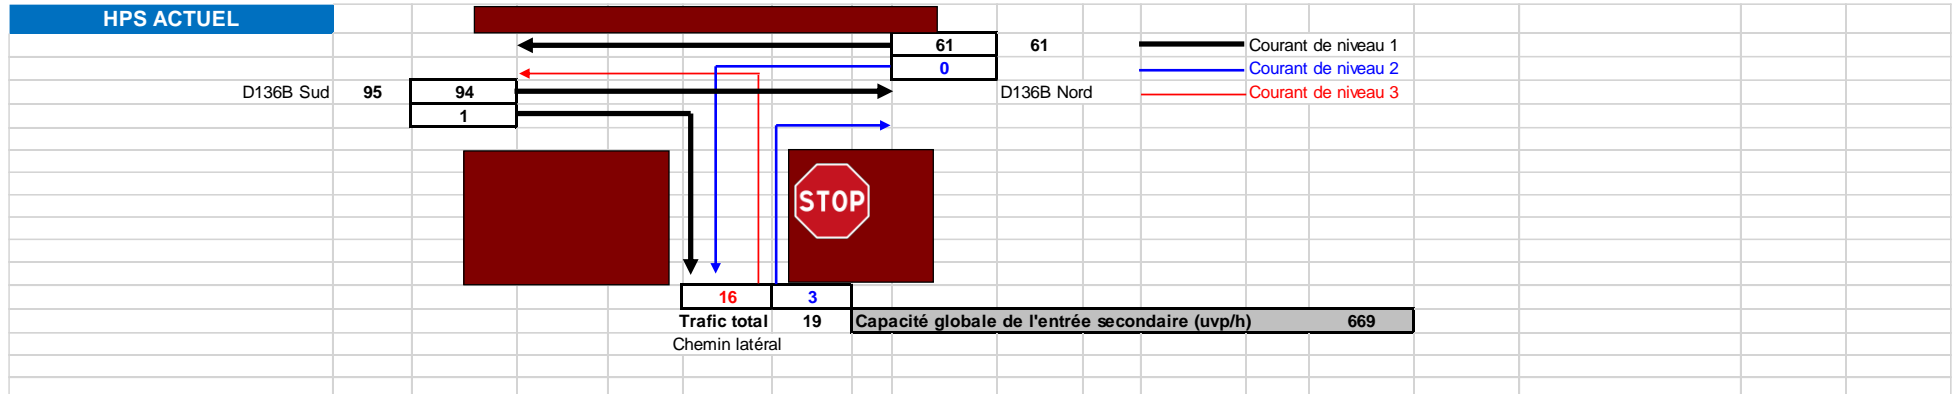 HPS ACTUEL
61 61 Courant de niveau 1
0 Courant de niveau 2
D136B Sud 95 94 D136B Nord Courant de niveau 3
1
STOP
16 3
Trafic total 19 Capacité globale de l'entrée secondaire (uvp/h) 669
Chemin latéral